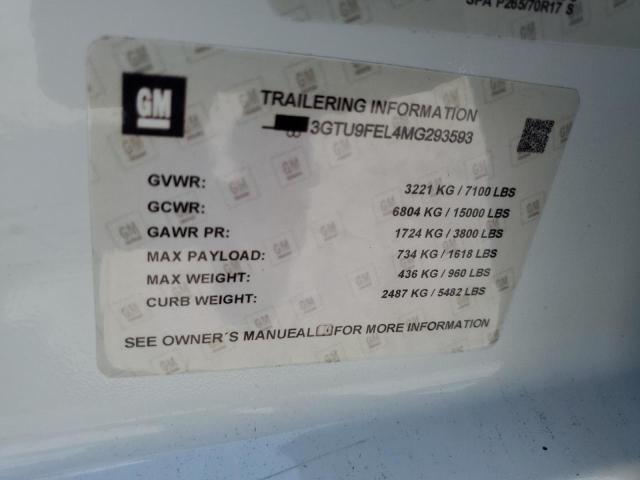 SPA P265/70R17 S
GM
TRAILERING INFORMATION
3GTU9FEL4MG293593
GVWR: 3221 KG / 7100 LBS
GCWR: 6804 KG / 15000 LBS
GAWR PR: 1724 KG / 3800 LBS
MAX PAYLOAD: 734 KG / 1618 LBS
MAX WEIGHT: 436 KG / 960 LBS
CURB WEIGHT: 2487 KG / 5482 LBS
SEE OWNER´S MANUEAL FOR MORE INFORMATION